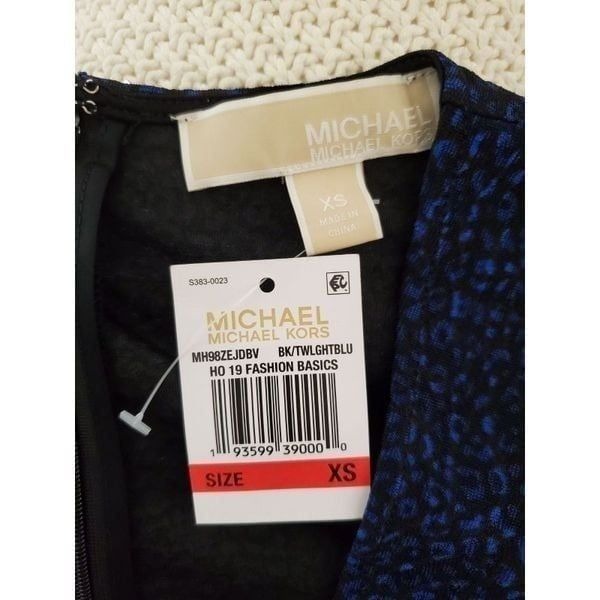 MICHAEL
MICHAEL KORS
XS
MADE IN
CHINA
S383-0023
MICHAEL
MICHAEL KORS
MH98ZEJDBV BK/TWLGHTBLU
HO 19 FASHION BASICS
1 93599 39000 0
SIZE XS